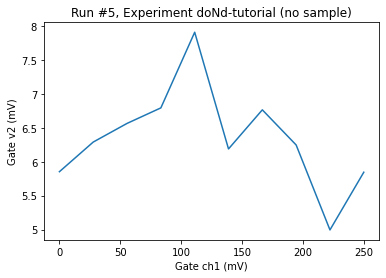 Run #5, Experiment doNd-tutorial (no sample)
8
7.5
7
6.5
6
5.5
5
Gate v2 (mV)
0 50 100 150 200 250
Gate ch1 (mV)